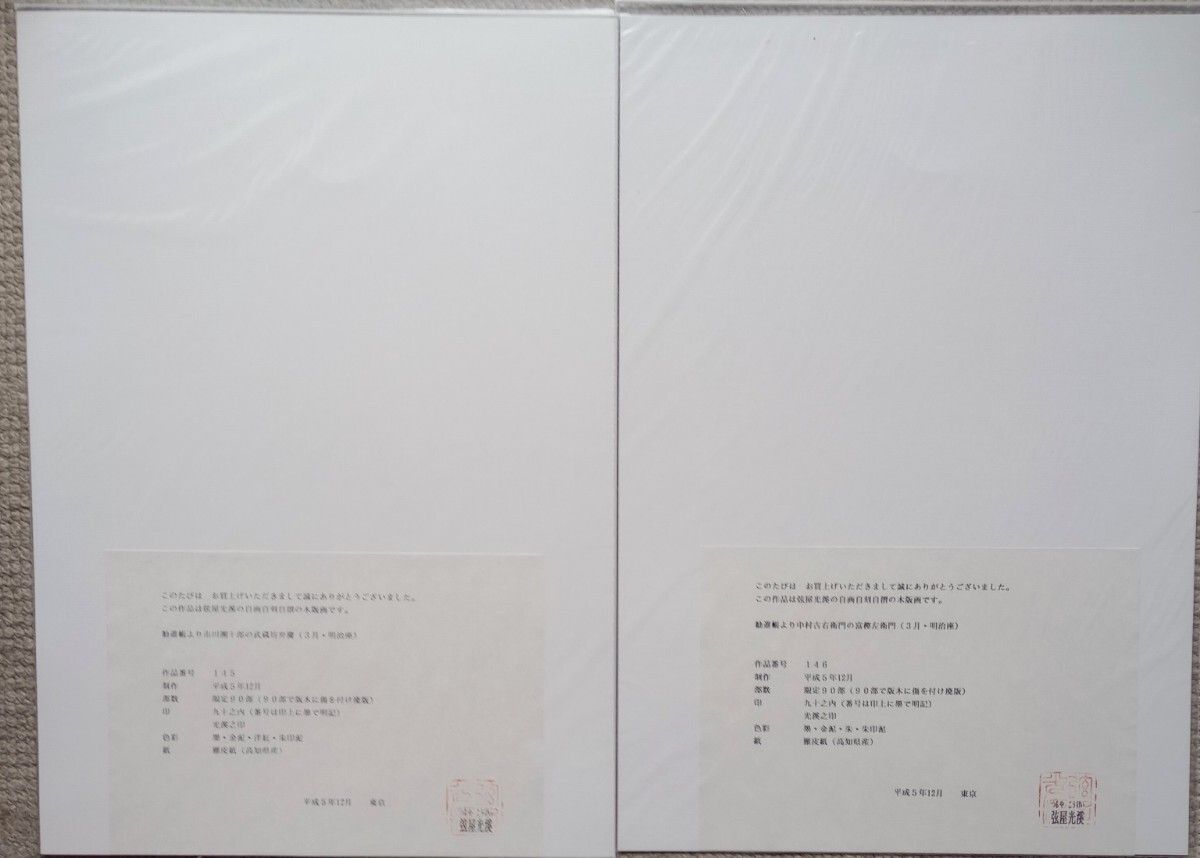 このたびは お買上げいただきまして誠にありがとうございました。
この作品は弦屋光溪の自画自刻自摺の木版画です。
勧進帳より市川團十郎の武蔵坊弁慶（3月・明治座）
作品番号 145
制作 平成5年12月
部数 限定90部（90部で版木に傷を付け廃版）
印 九十之内（番号は印上に墨で明記）
光溪之印
色彩 墨・金泥・洋紅・朱印泥
紙 雁皮紙（高知県産）
平成5年12月 東京
弦屋光溪
このたびは お買上げいただきまして誠にありがとうございました。
この作品は弦屋光溪の自画自刻自摺の木版画です。
勧進帳より中村吉右衛門の富樫左衛門（3月・明治座）
作品番号 146
制作 平成5年12月
部数 限定90部（90部で版木に傷を付け廃版）
印 九十之内（番号は印上に墨で明記）
光溪之印
色彩 墨・金泥・朱・朱印泥
紙 雁皮紙（高知県産）
平成5年12月 東京
弦屋光溪